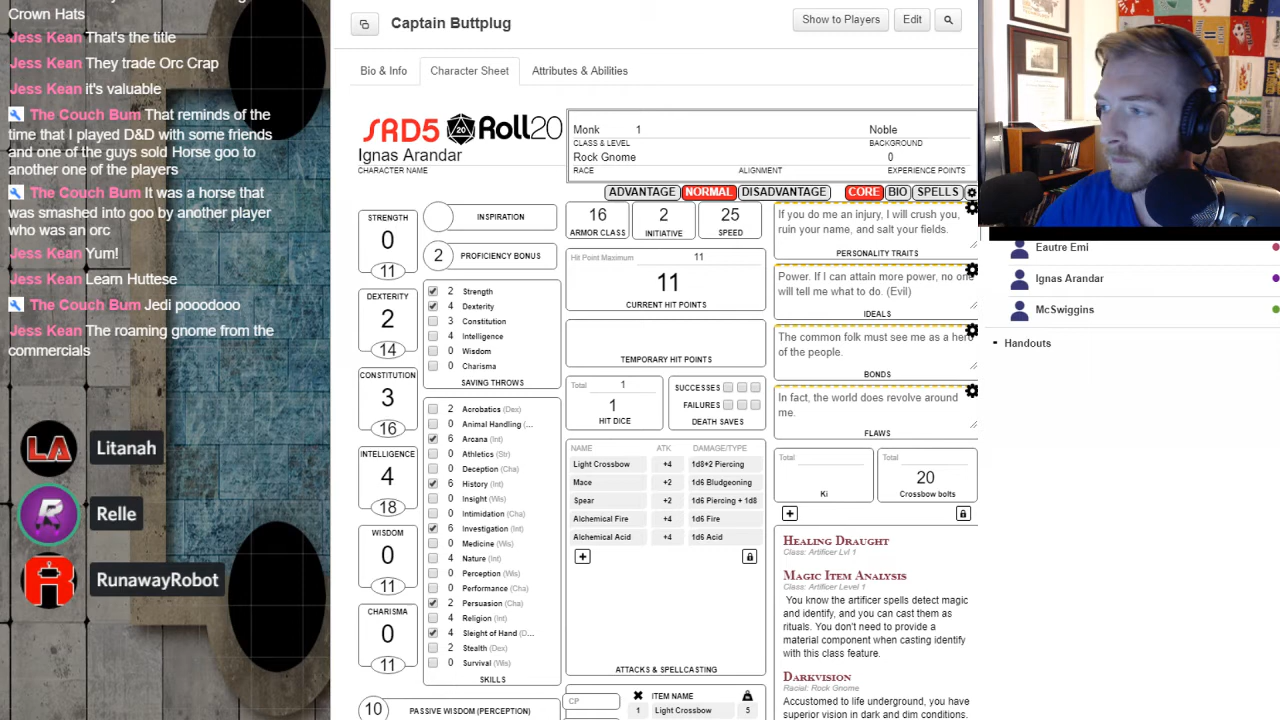 Crown Hats
Jess Kean That's the title
Jess Kean They trade Orc Crap
Jess Kean it's valuable
The Couch Bum That reminds of the
time that I played D&D with some friends
and one of the guys sold Horse goo to
another one of the players
The Couch Bum It was a horse that
was smashed into goo by another player
who was an orc
Jess Kean Yum!
Jess Kean Learn Huttese
The Couch Bum Jedi pooodooo
Jess Kean The roaming gnome from the
commercials
LA Litanah
R Relle
RunawayRobot
Captain Buttplug
Show to Players
Edit
Bio & Info
Character Sheet
Attributes & Abilities
SRD5 20 Roll20
Ignas Arandar
CHARACTER NAME
Monk 1
Noble
CLASS & LEVEL
BACKGROUND
Rock Gnome
0
RACE
ALIGNMENT
EXPERIENCE POINTS
ADVANTAGE NORMAL DISADVANTAGE
CORE BIO SPELLS
STRENGTH
0
11
DEXTERITY
2
14
CONSTITUTION
3
16
INTELLIGENCE
4
18
WISDOM
0
11
CHARISMA
0
11
INSPIRATION
2 PROFICIENCY BONUS
2 Strength
4 Dexterity
3 Constitution
4 Intelligence
0 Wisdom
0 Charisma
SAVING THROWS
2 Acrobatics (Dex)
0 Animal Handling (...
6 Arcana (Int)
0 Athletics (Str)
0 Deception (Cha)
6 History (Int)
0 Insight (Wis)
0 Intimidation (Cha)
6 Investigation (Int)
0 Medicine (Wis)
4 Nature (Int)
0 Perception (Wis)
0 Performance (Cha)
2 Persuasion (Cha)
4 Religion (Int)
4 Sleight of Hand (D...
2 Stealth (Dex)
0 Survival (Wis)
SKILLS
10 PASSIVE WISDOM (PERCEPTION)
16
ARMOR CLASS
2
INITIATIVE
25
SPEED
Hit Point Maximum 11
11
CURRENT HIT POINTS
TEMPORARY HIT POINTS
Total 1
1
HIT DICE
SUCCESSES
FAILURES
DEATH SAVES
NAME ATK DAMAGE/TYPE
Light Crossbow +4 1d8+2 Piercing
Mace +2 1d6 Bludgeoning
Spear +2 1d6 Piercing + 1d8
Alchemical Fire +4 1d6 Fire
Alchemical Acid +4 1d6 Acid
ATTACKS & SPELLCASTING
CP
ITEM NAME
1 Light Crossbow 5
If you do me an injury, I will crush you,
ruin your name, and salt your fields.
PERSONALITY TRAITS
Power. If I can attain more power, no one
will tell me what to do. (Evil)
IDEALS
The common folk must see me as a hero
of the people.
BONDS
In fact, the world does revolve around
me.
FLAWS
Total
Ki
Total
20
Crossbow bolts
HEALING DRAUGHT
Class: Artificer Lvl 1
MAGIC ITEM ANALYSIS
Class: Artificer Level 1
You know the artificer spells detect magic
and identify, and you can cast them as
rituals. You don't need to provide a
material component when casting identify
with this class feature.
DARKVISION
Racial: Rock Gnome
Accustomed to life underground, you have
superior vision in dark and dim conditions.
Eautre Emi
Ignas Arandar
McSwiggins
Handouts